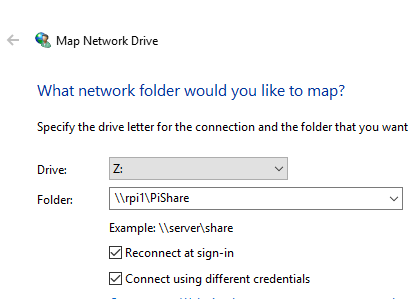 Map Network Drive
What network folder would you like to map?
Specify the drive letter for the connection and the folder that you want
Drive: Z:
Folder: \\rpi1\PiShare
Example: \\server\share
Reconnect at sign-in
Connect using different credentials